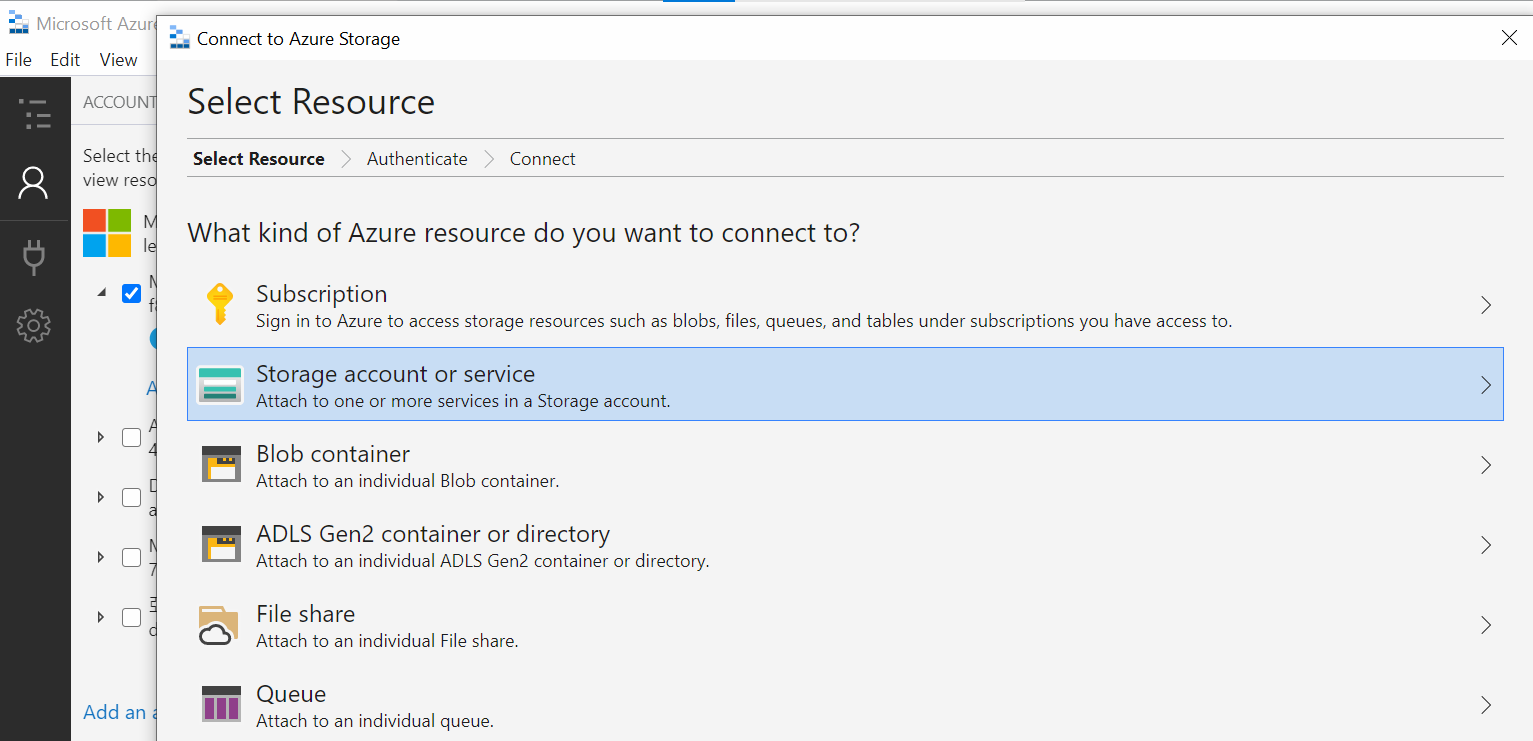 Microsoft Azure
Connect to Azure Storage
File Edit View
ACCOUNT
Select Resource
Select Resource Authenticate Connect
Select the
view reso
What kind of Azure resource do you want to connect to?
Subscription
Sign in to Azure to access storage resources such as blobs, files, queues, and tables under subscriptions you have access to.
Storage account or service
Attach to one or more services in a Storage account.
Blob container
Attach to an individual Blob container.
ADLS Gen2 container or directory
Attach to an individual ADLS Gen2 container or directory.
File share
Attach to an individual File share.
Queue
Attach to an individual queue.
Add an a